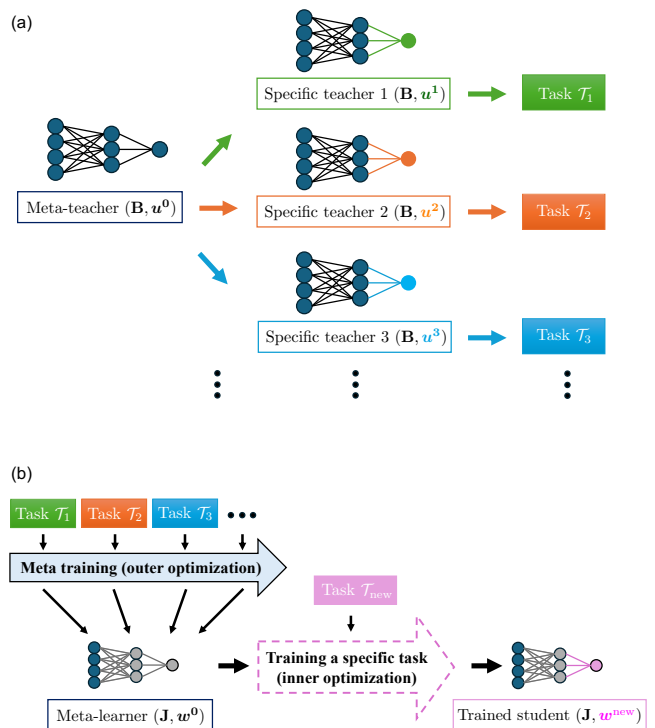 (a)
Specific teacher 1 (B, u¹)
Task 𝒯₁
Meta-teacher (B, u⁰)
Specific teacher 2 (B, u²)
Task 𝒯₂
Specific teacher 3 (B, u³)
Task 𝒯₃
(b)
Task 𝒯₁
Task 𝒯₂
Task 𝒯₃
Meta training (outer optimization)
Task 𝒯new
Training a specific task
(inner optimization)
Meta-learner (J, w⁰)
Trained student (J, wⁿᵉʷ)